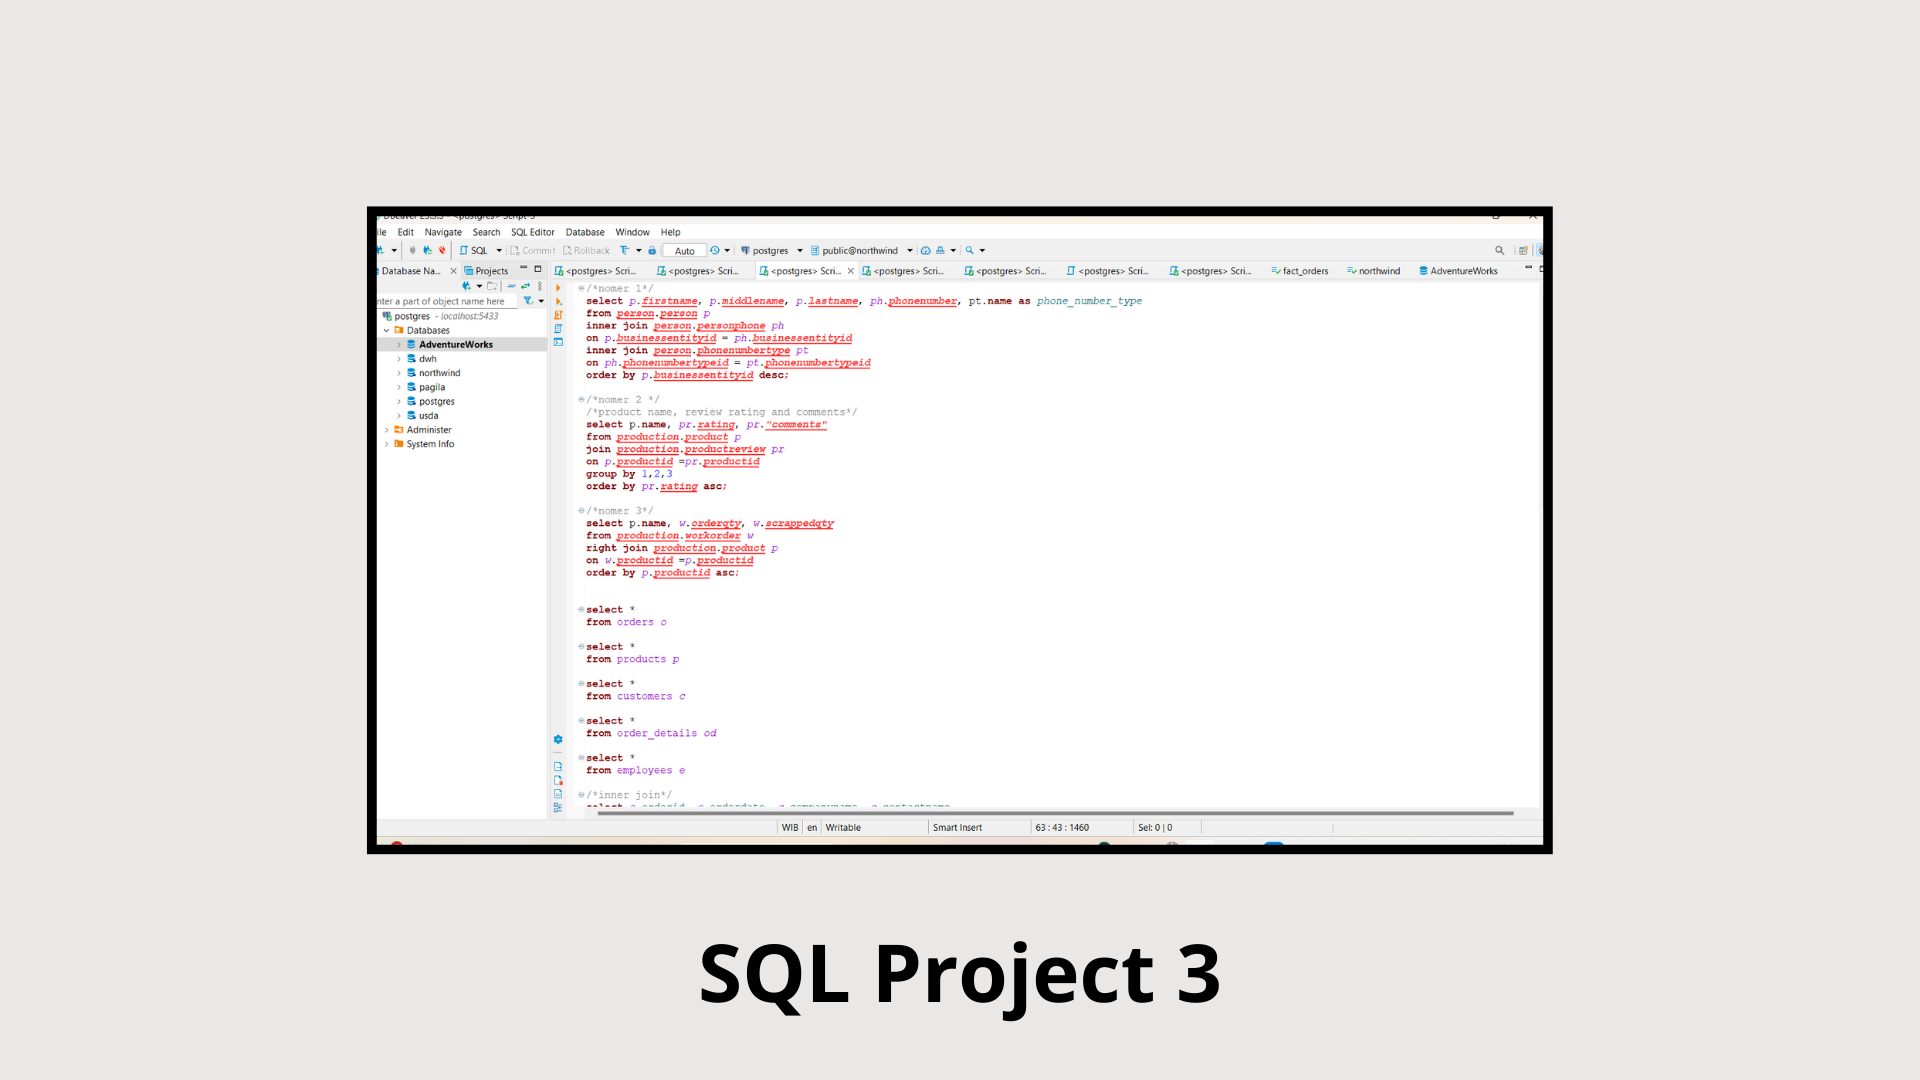 DBeaver 23.3.3 - <postgres> Script-3
ile Edit Navigate Search SQL Editor Database Window Help
SQL Commit Rollback Auto postgres public@northwind
Database Na... Projects <postgres> Scri... <postgres> Scri... <postgres> Scri... <postgres> Scri... <postgres> Scri... <postgres> Scri... <postgres> Scri... fact_orders northwind AdventureWorks
nter a part of object name here
postgres - localhost:5433
Databases
AdventureWorks
dwh
northwind
pagila
postgres
usda
Administer
System Info
/*nomer 1*/
select p.firstname, p.middlename, p.lastname, ph.phonenumber, pt.name as phone_number_type
from person.person p
inner join person.personphone ph
on p.businessentityid = ph.businessentityid
inner join person.phonenumbertype pt
on ph.phonenumbertypeid = pt.phonenumbertypeid
order by p.businessentityid desc;
/*nomer 2 */
/*product name, review rating and comments*/
select p.name, pr.rating, pr."comments"
from production.product p
join production.productreview pr
on p.productid =pr.productid
group by 1,2,3
order by pr.rating asc;
/*nomer 3*/
select p.name, w.orderqty, w.scrappedqty
from production.workorder w
right join production.product p
on w.productid =p.productid
order by p.productid asc;
select *
from orders o
select *
from products p
select *
from customers c
select *
from order_details od
select *
from employees e
/*inner join*/
WIB en Writable Smart Insert 63 : 43 : 1460 Sel: 0 | 0
SQL Project 3